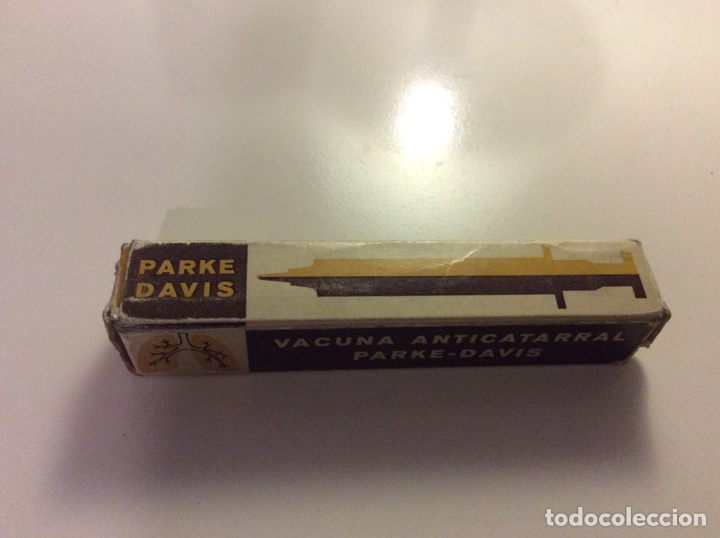 PARKE
DAVIS
VACUNA ANTICATARRAL
PARKE-DAVIS
todocoleccion